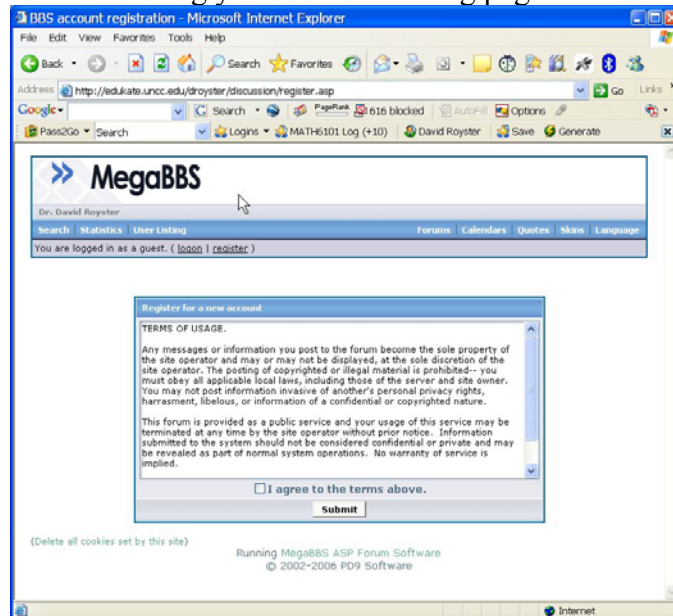 BBS account registration - Microsoft Internet Explorer
File Edit View Favorites Tools Help
Back Search Favorites
Address http://edukate.uncc.edu/droyster/discussion/register.asp Go Links
Google Search PageRank 616 blocked AutoFill Options
Pass2Go Search Logins MATH6101 Log (+10) David Royster Save Generate
MegaBBS
Dr. David Royster
Search | Statistics | User Listing Forums | Calendars | Quotes | Skins | Language
You are logged in as a guest. ( logon | register )
Register for a new account
TERMS OF USAGE.
Any messages or information you post to the forum become the sole property of
the site operator and may or may not be displayed, at the sole discretion of the
site operator. The posting of copyrighted or illegal material is prohibited-- you
must obey all applicable local laws, including those of the server and site owner.
You may not post information invasive of another's personal privacy rights,
harrasment, libelous, or information of a confidential or copyrighted nature.
This forum is provided as a public service and your usage of this service may be
terminated at any time by the site operator without prior notice. Information
submitted to the system should not be considered confidential or private and may
be revealed as part of normal system operations. No warranty of service is
implied.
I agree to the terms above.
Submit
(Delete all cookies set by this site)
Running MegaBBS ASP Forum Software
© 2002-2006 PD9 Software
Internet